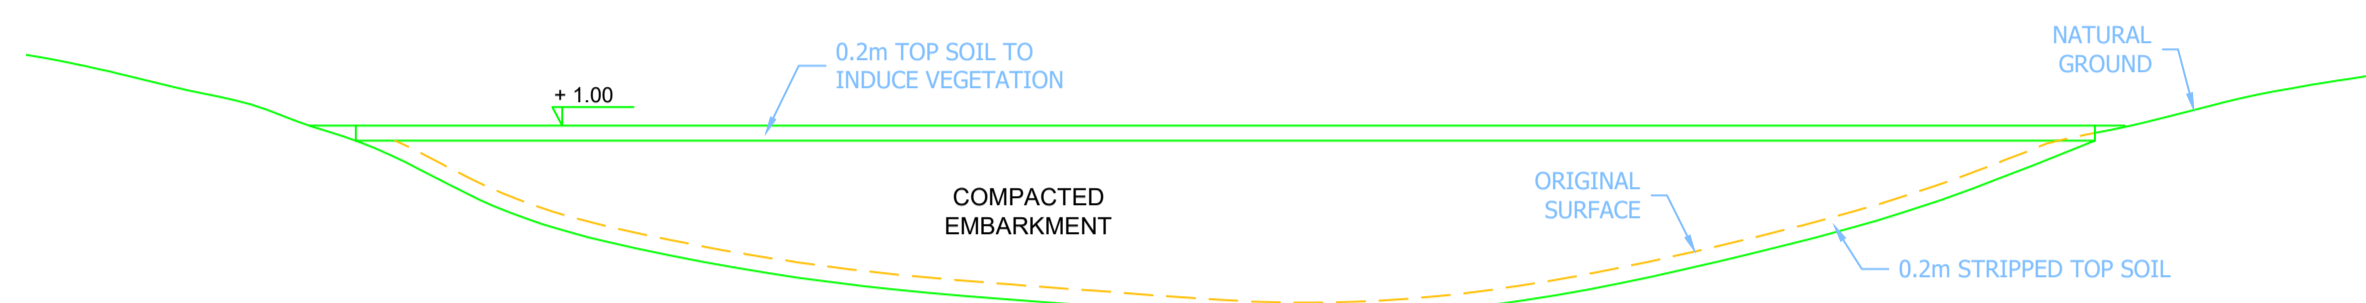 0.2m TOP SOIL TO
INDUCE VEGETATION
NATURAL
GROUND
+ 1.00
COMPACTED
EMBARKMENT
ORIGINAL
SURFACE
0.2m STRIPPED TOP SOIL